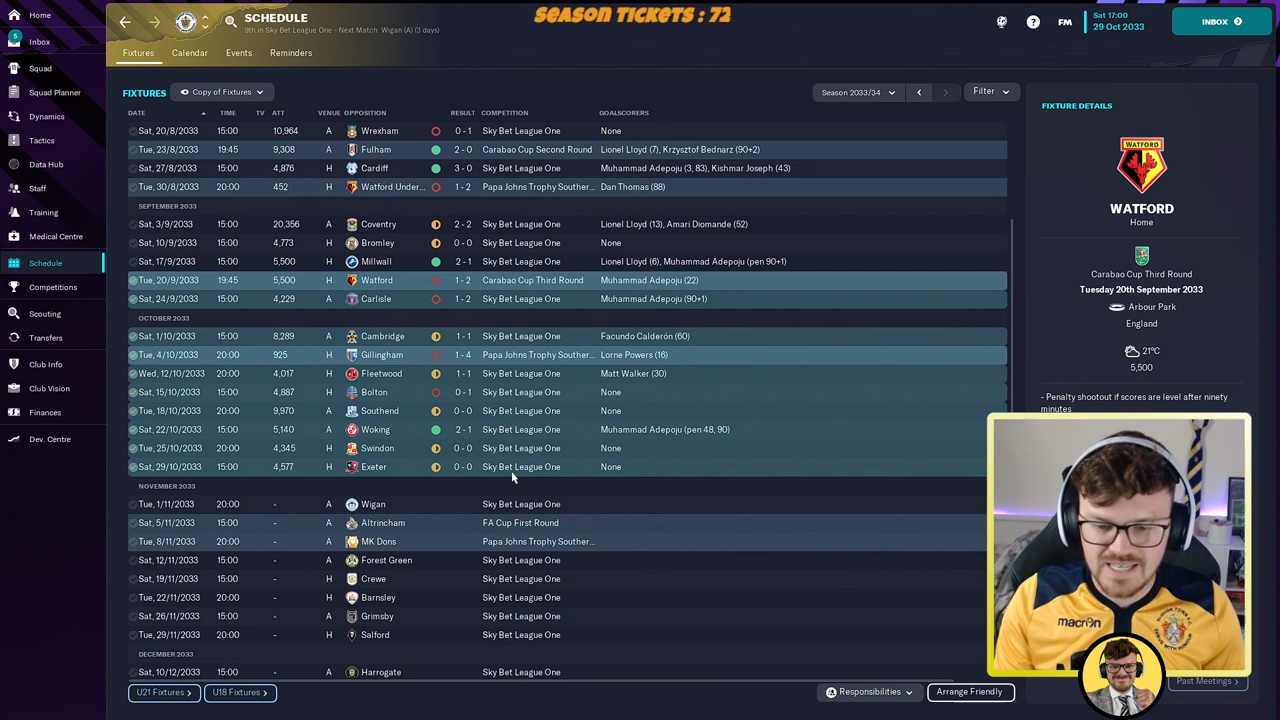 Home
5
Inbox
Squad
Squad Planner
Dynamics
Tactics
Data Hub
Staff
Training
Medical Centre
Schedule
Competitions
Scouting
Transfers
Club Info
Club Vision
Finances
Dev. Centre
SCHEDULE
9th in Sky Bet League One - Next Match: Wigan (A) (3 days)
SEASON TICKETS : 72
FM
Sat 17:00
29 Oct 2033
INBOX
Fixtures Calendar Events Reminders
FIXTURES Copy of Fixtures Season 2033/34 Filter
DATE TIME TV ATT VENUE OPPOSITION RESULT COMPETITION GOALSCORERS
Sat, 20/8/2033 15:00 10,964 A Wrexham 0 - 1 Sky Bet League One None
Tue, 23/8/2033 19:45 9,308 A Fulham 2 - 0 Carabao Cup Second Round Lionel Lloyd (7), Krzysztof Bednarz (90+2)
Sat, 27/8/2033 15:00 4,876 H Cardiff 3 - 0 Sky Bet League One Muhammad Adepoju (3, 83), Kishmar Joseph (43)
Tue, 30/8/2033 20:00 452 H Watford Under... 1 - 2 Papa Johns Trophy Souther... Dan Thomas (88)
SEPTEMBER 2033
Sat, 3/9/2033 15:00 20,356 A Coventry 2 - 2 Sky Bet League One Lionel Lloyd (13), Amari Diomande (52)
Sat, 10/9/2033 15:00 4,773 H Bromley 0 - 0 Sky Bet League One None
Sat, 17/9/2033 15:00 5,500 H Millwall 2 - 1 Sky Bet League One Lionel Lloyd (6), Muhammad Adepoju (pen 90+1)
Tue, 20/9/2033 19:45 5,500 H Watford 1 - 2 Carabao Cup Third Round Muhammad Adepoju (22)
Sat, 24/9/2033 15:00 4,229 A Carlisle 1 - 2 Sky Bet League One Muhammad Adepoju (90+1)
OCTOBER 2033
Sat, 1/10/2033 15:00 8,289 A Cambridge 1 - 1 Sky Bet League One Facundo Calderón (60)
Tue, 4/10/2033 20:00 925 H Gillingham 1 - 4 Papa Johns Trophy Souther... Lorne Powers (16)
Wed, 12/10/2033 20:00 4,017 H Fleetwood 1 - 1 Sky Bet League One Matt Walker (30)
Sat, 15/10/2033 15:00 4,887 H Bolton 0 - 1 Sky Bet League One None
Tue, 18/10/2033 20:00 9,970 A Southend 0 - 0 Sky Bet League One None
Sat, 22/10/2033 15:00 5,140 A Woking 2 - 1 Sky Bet League One Muhammad Adepoju (pen 48, 90)
Tue, 25/10/2033 20:00 4,345 H Swindon 0 - 0 Sky Bet League One None
Sat, 29/10/2033 15:00 4,577 H Exeter 0 - 0 Sky Bet League One None
NOVEMBER 2033
Tue, 1/11/2033 20:00 - A Wigan Sky Bet League One
Sat, 5/11/2033 15:00 - A Altrincham FA Cup First Round
Tue, 8/11/2033 20:00 - A MK Dons Papa Johns Trophy Souther...
Sat, 12/11/2033 15:00 - A Forest Green Sky Bet League One
Sat, 19/11/2033 15:00 - H Crewe Sky Bet League One
Tue, 22/11/2033 20:00 - H Barnsley Sky Bet League One
Sat, 26/11/2033 15:00 - A Grimsby Sky Bet League One
Tue, 29/11/2033 20:00 - H Salford Sky Bet League One
DECEMBER 2033
Sat, 10/12/2033 15:00 - A Harrogate Sky Bet League One
U21 Fixtures U18 Fixtures Responsibilities Arrange Friendly
FIXTURE DETAILS
WATFORD
WATFORD
Home
Carabao Cup Third Round
Tuesday 20th September 2033
Arbour Park
England
21ºC
5,500
- Penalty shootout if scores are level after ninety
minutes
macron
Past Meetings